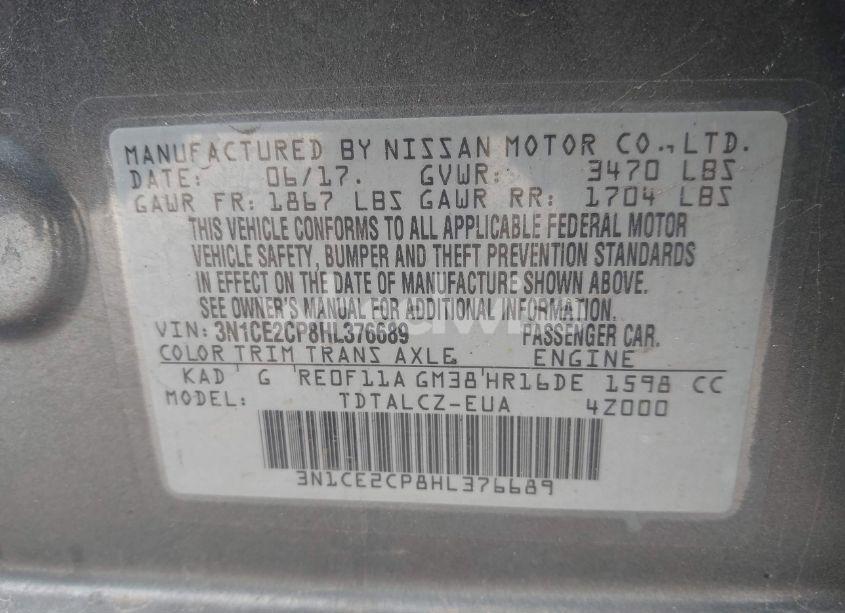 MANUFACTURED BY NISSAN MOTOR CO., LTD.
DATE: 06/17. GVWR: 3470 LBS
GAWR FR: 1867 LBS GAWR RR: 1704 LBS
THIS VEHICLE CONFORMS TO ALL APPLICABLE FEDERAL MOTOR
VEHICLE SAFETY, BUMPER AND THEFT PREVENTION STANDARDS
IN EFFECT ON THE DATE OF MANUFACTURE SHOWN ABOVE.
SEE OWNER'S MANUAL FOR ADDITIONAL INFORMATION.
VIN: 3N1CE2CP8HL376689 PASSENGER CAR.
COLOR TRIM TRANS AXLE ENGINE
KAD G RE0F11A GM38 HR16DE 1598 CC
MODEL: TDTALCZ-EUA 4Z000
3N1CE2CP8HL376689